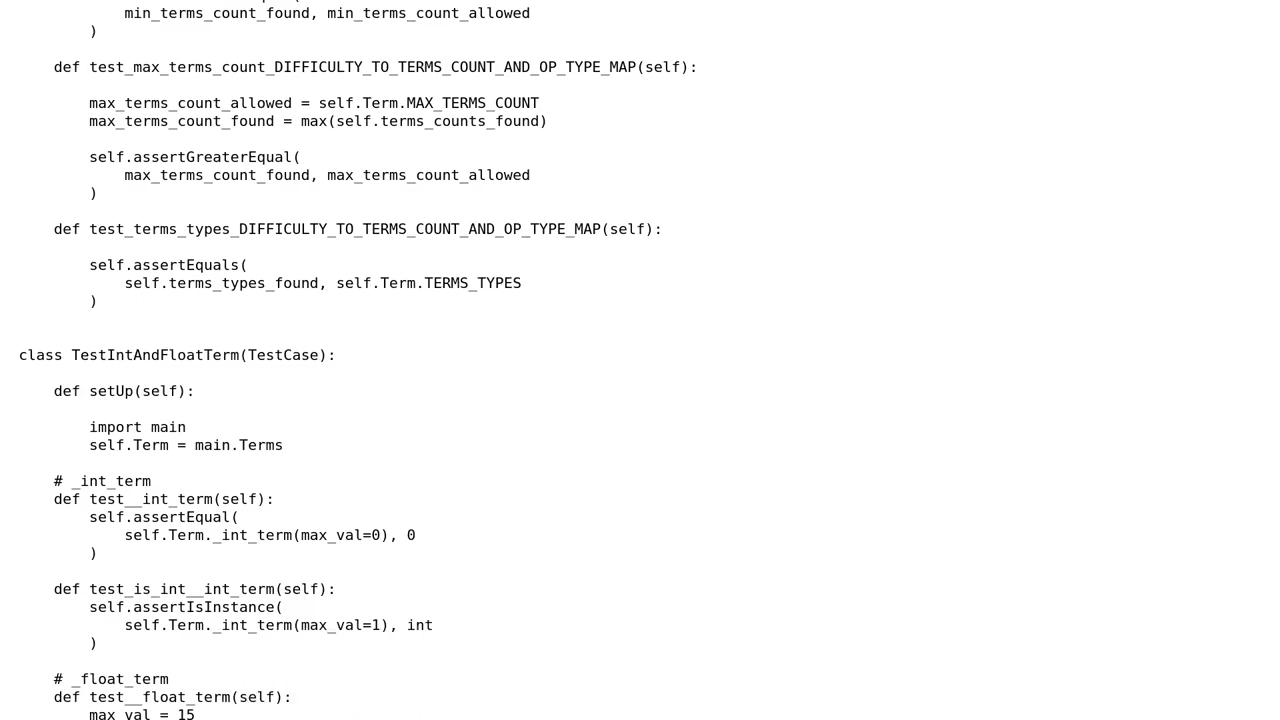 min_terms_count_found, min_terms_count_allowed
)
def test_max_terms_count_DIFFICULTY_TO_TERMS_COUNT_AND_OP_TYPE_MAP(self):
max_terms_count_allowed = self.Term.MAX_TERMS_COUNT
max_terms_count_found = max(self.terms_counts_found)
self.assertGreaterEqual(
max_terms_count_found, max_terms_count_allowed
)
def test_terms_types_DIFFICULTY_TO_TERMS_COUNT_AND_OP_TYPE_MAP(self):
self.assertEquals(
self.terms_types_found, self.Term.TERMS_TYPES
)
class TestIntAndFloatTerm(TestCase):
def setUp(self):
import main
self.Term = main.Terms
# _int_term
def test__int_term(self):
self.assertEqual(
self.Term._int_term(max_val=0), 0
)
def test_is_int__int_term(self):
self.assertIsInstance(
self.Term._int_term(max_val=1), int
)
# _float_term
def test__float_term(self):
max_val = 15